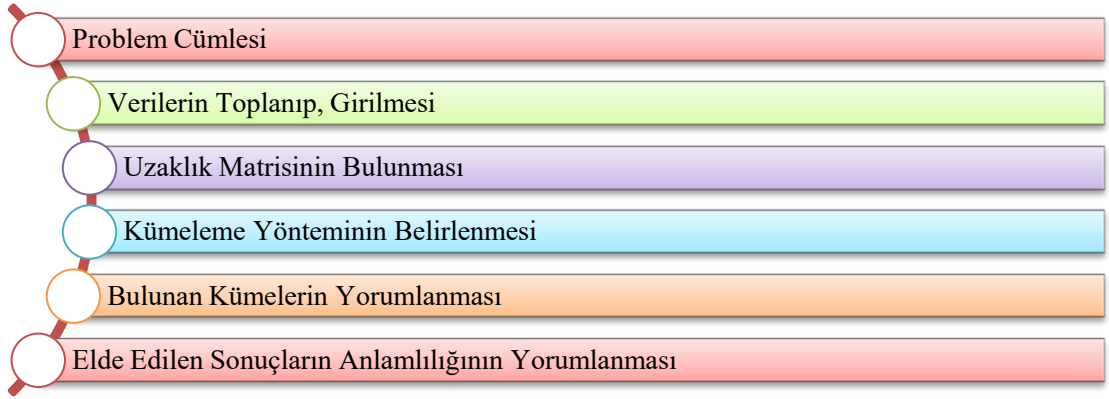 Problem Cümlesi
Verilerin Toplanıp, Girilmesi
Uzaklık Matrisinin Bulunması
Kümeleme Yönteminin Belirlenmesi
Bulunan Kümelerin Yorumlanması
Elde Edilen Sonuçların Anlamlılığının Yorumlanması